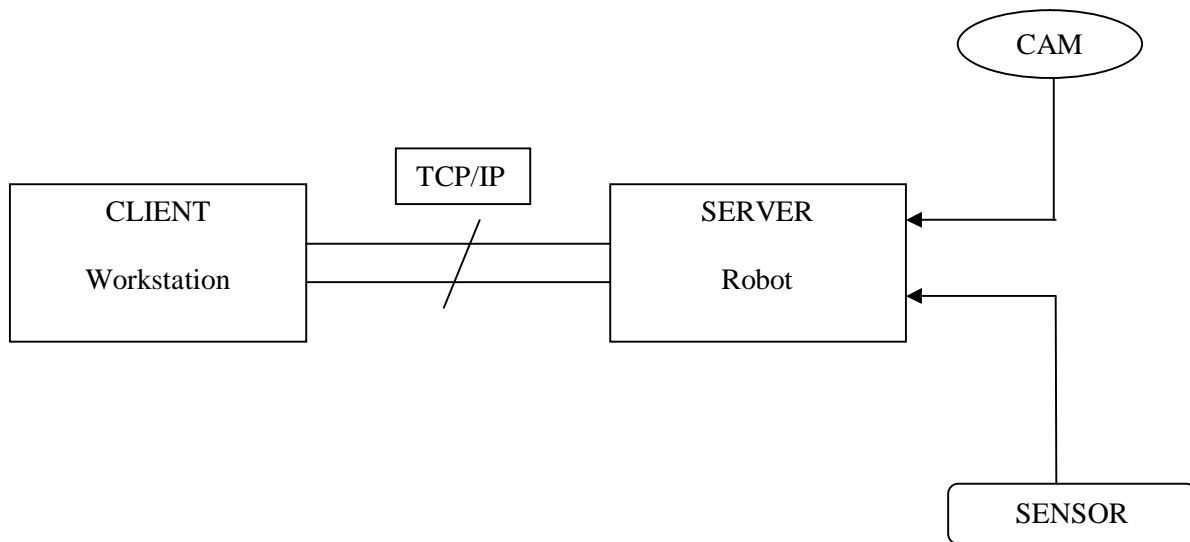 CAM
TCP/IP
CLIENT
Workstation
SERVER
Robot
SENSOR